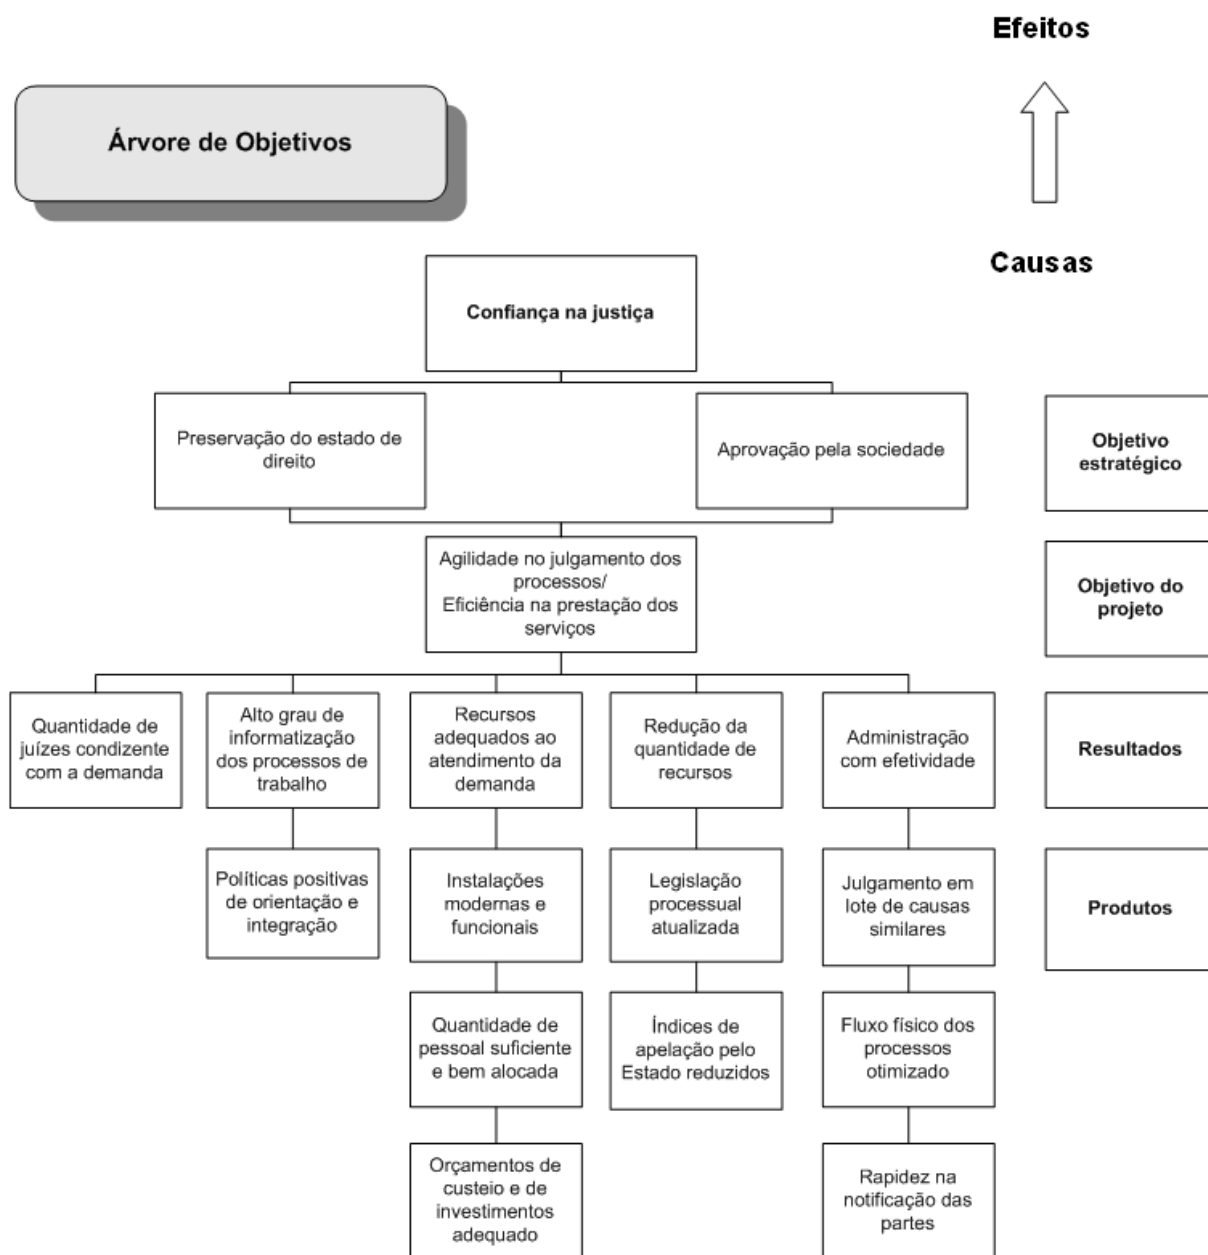 Efeitos
Árvore de Objetivos
Causas
Confiança na justiça
Preservação do estado de
direito
Aprovação pela sociedade
Objetivo
estratégico
Agilidade no julgamento dos
processos/
Eficiência na prestação dos
serviços
Objetivo do
projeto
Quantidade de
juízes condizente
com a demanda
Alto grau de
informatização
dos processos de
trabalho
Recursos
adequados ao
atendimento da
demanda
Redução da
quantidade de
recursos
Administração
com efetividade
Resultados
Políticas positivas
de orientação e
integração
Instalações
modernas e
funcionais
Legislação
processual
atualizada
Julgamento em
lote de causas
similares
Produtos
Quantidade de
pessoal suficiente
e bem alocada
Índices de
apelação pelo
Estado reduzidos
Fluxo físico dos
processos
otimizado
Orçamentos de
custeio e de
investimentos
adequado
Rapidez na
notificação das
partes